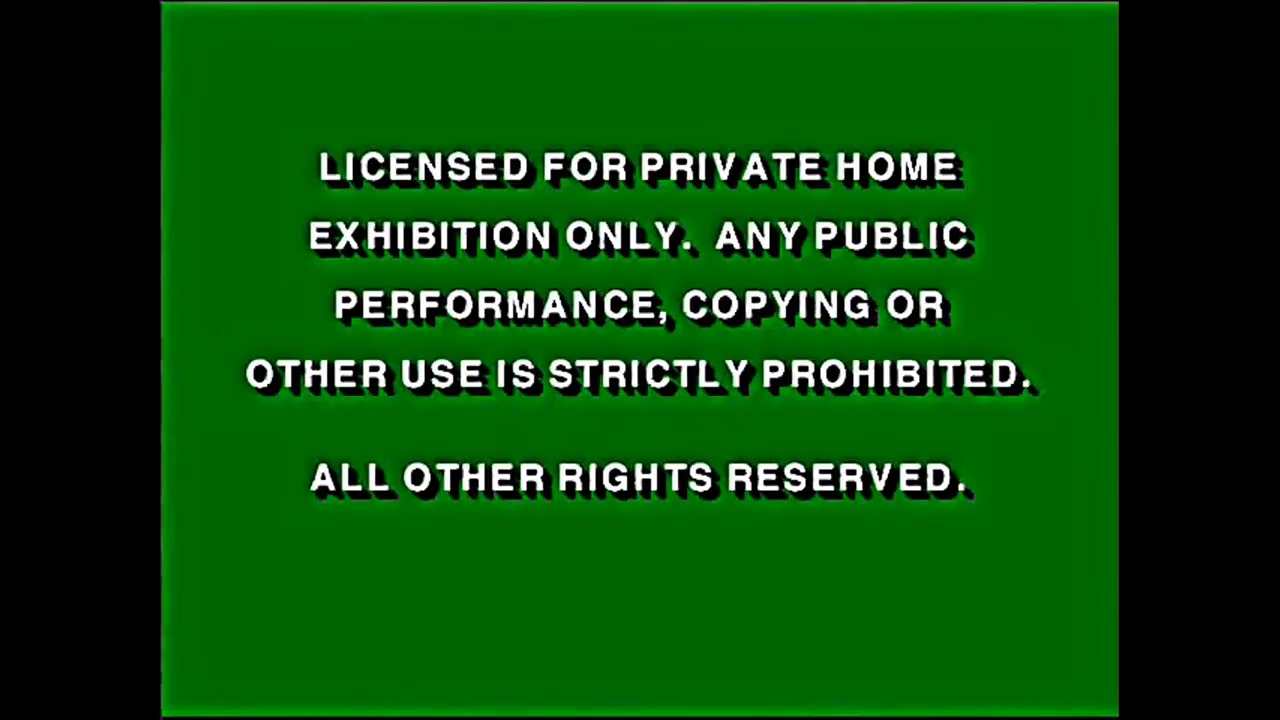 LICENSED FOR PRIVATE HOME
EXHIBITION ONLY. ANY PUBLIC
PERFORMANCE, COPYING OR
OTHER USE IS STRICTLY PROHIBITED.
ALL OTHER RIGHTS RESERVED.